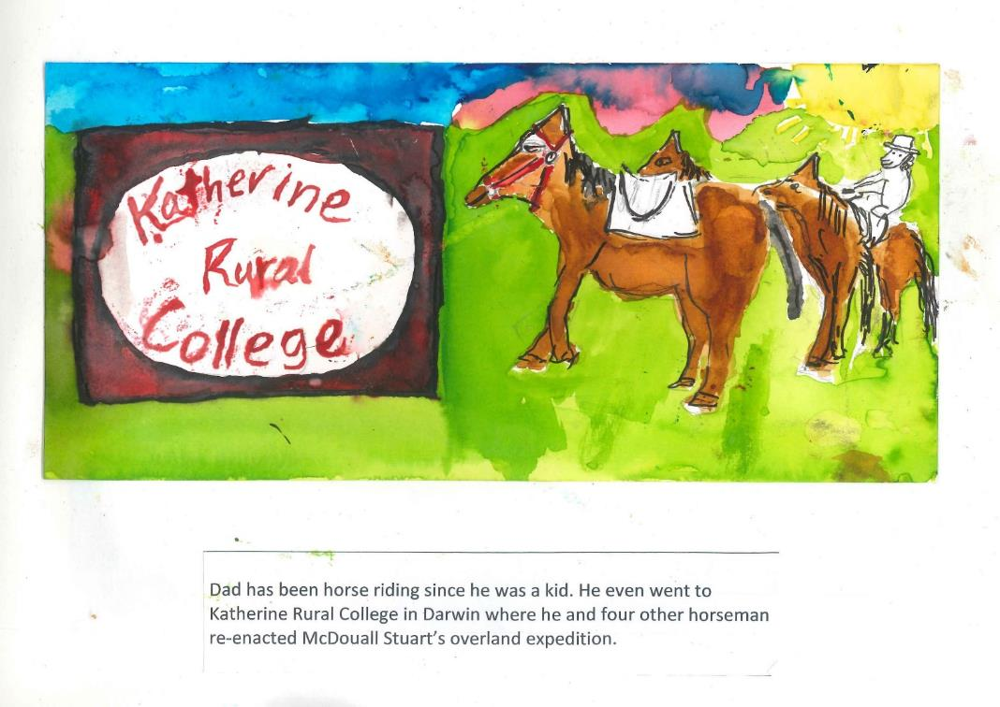 Katherine
Rural
College
Dad has been horse riding since he was a kid. He even went to
Katherine Rural College in Darwin where he and four other horseman
re-enacted McDouall Stuart’s overland expedition.